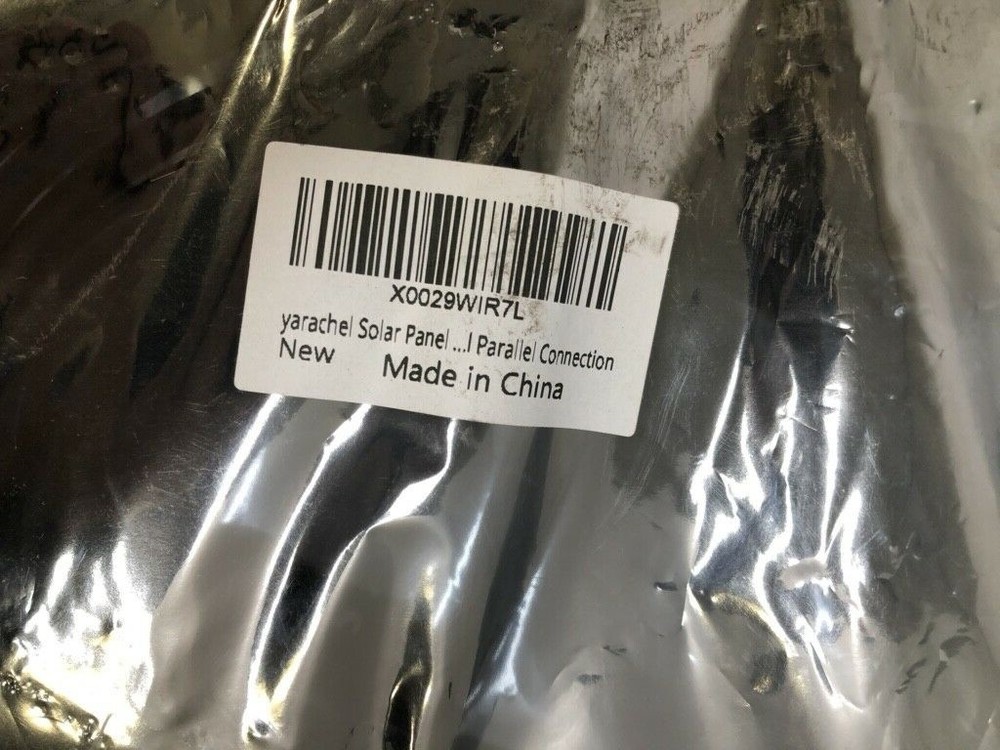 X0029WIR7L
yarachel Solar Panel ...l Parallel Connection
New
Made in China